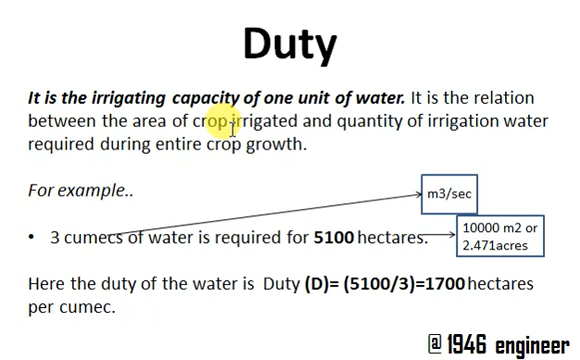 Duty
It is the irrigating capacity of one unit of water. It is the relation
between the area of crop irrigated and quantity of irrigation water
required during entire crop growth.
For example..
m3/sec
• 3 cumecs of water is required for 5100 hectares.
10000 m2 or
2.471acres
Here the duty of the water is Duty (D)= (5100/3)=1700 hectares
per cumec.
@ 1946 engineer